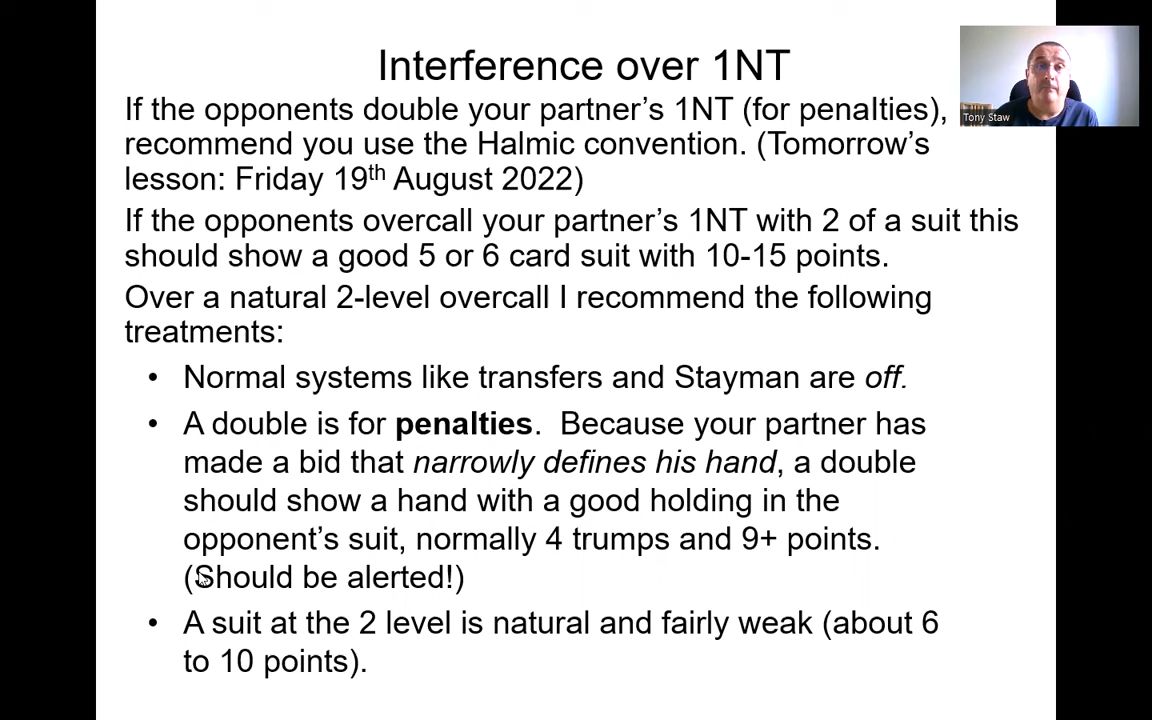 Interference over 1NT
If the opponents double your partner's 1NT (for penalties),
recommend you use the Halmic convention. (Tomorrow's
lesson: Friday 19th August 2022)
If the opponents overcall your partner's 1NT with 2 of a suit this
should show a good 5 or 6 card suit with 10-15 points.
Over a natural 2-level overcall I recommend the following
treatments:
• Normal systems like transfers and Stayman are off.
• A double is for penalties. Because your partner has
made a bid that narrowly defines his hand, a double
should show a hand with a good holding in the
opponent's suit, normally 4 trumps and 9+ points.
(Should be alerted!)
• A suit at the 2 level is natural and fairly weak (about 6
to 10 points).
Tony Staw